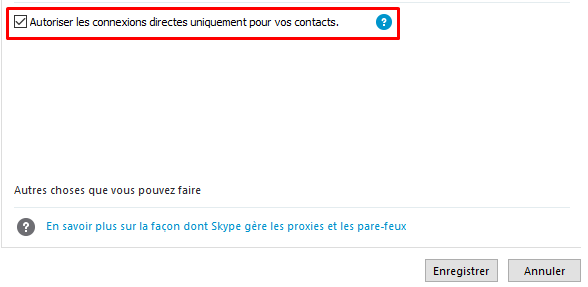 Autoriser les connexions directes uniquement pour vos contacts.
?
Autres choses que vous pouvez faire
? En savoir plus sur la façon dont Skype gère les proxies et les pare-feux
Enregistrer Annuler